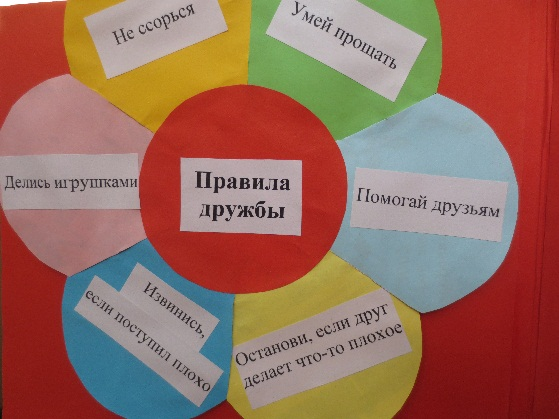 Правила
дружбы
Не ссорься
Умей прощать
Помогай друзьям
Останови, если друг
делает что-то плохое
Извинись,
если поступил плохо
Делись игрушками